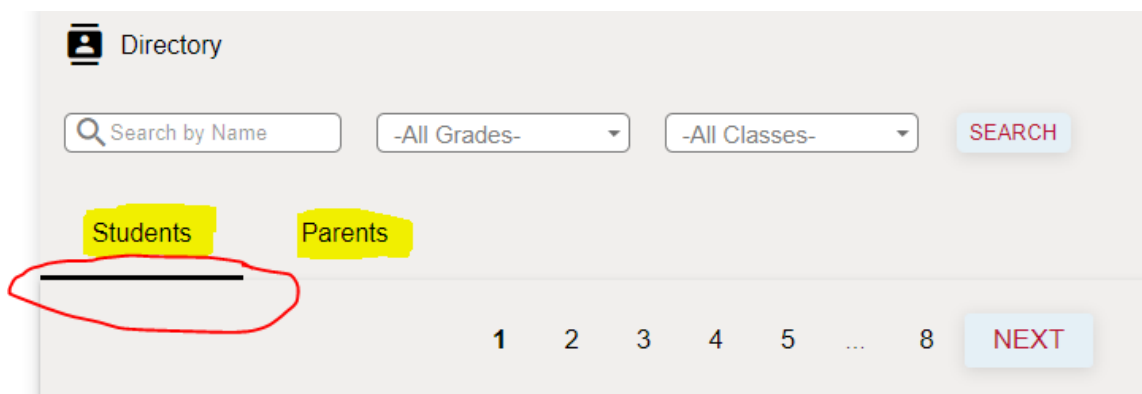 Directory
Search by Name -All Grades- -All Classes- SEARCH
Students Parents
1 2 3 4 5 ... 8 NEXT